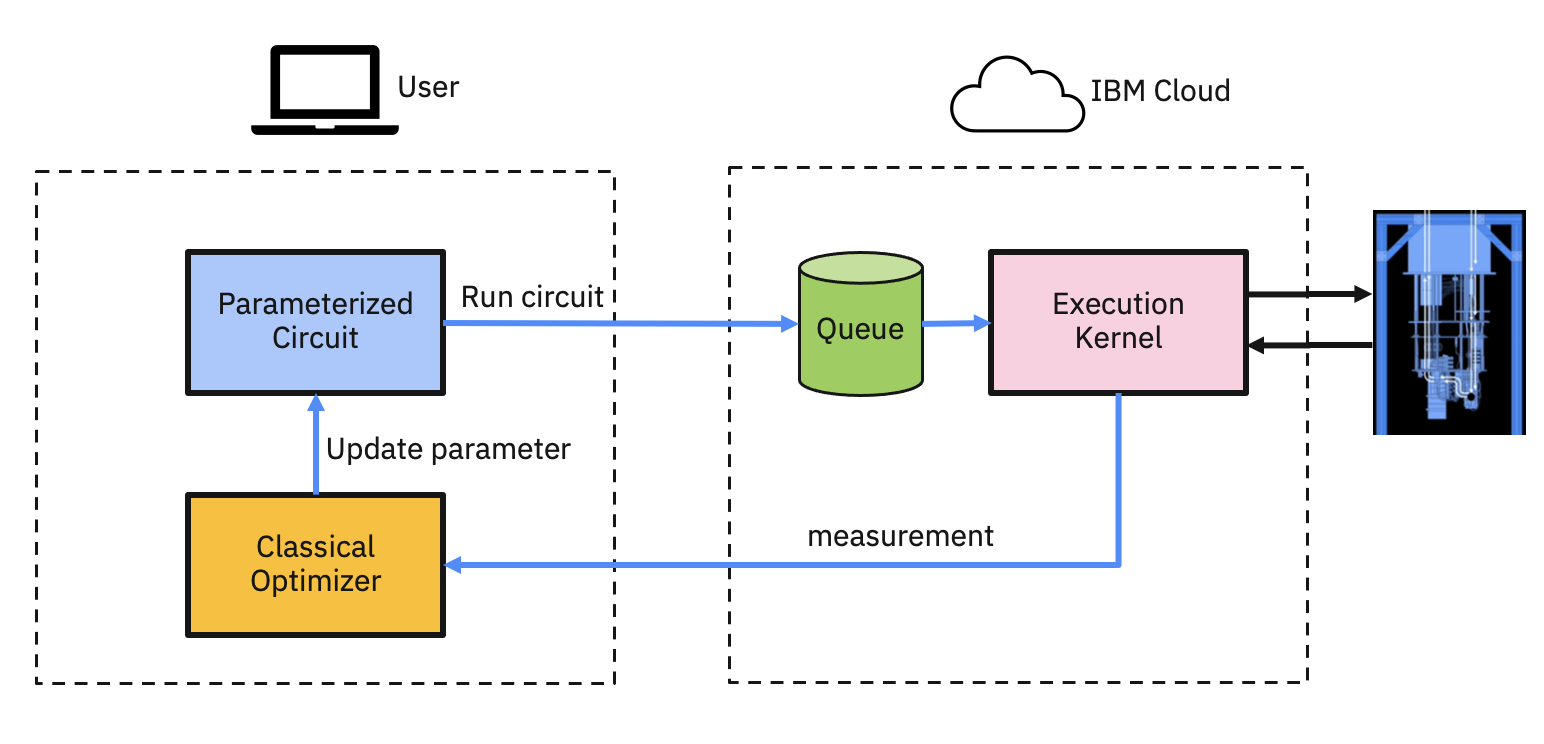 User
IBM Cloud
Parameterized
Circuit
Run circuit
Queue
Execution
Kernel
Update parameter
Classical
Optimizer
measurement